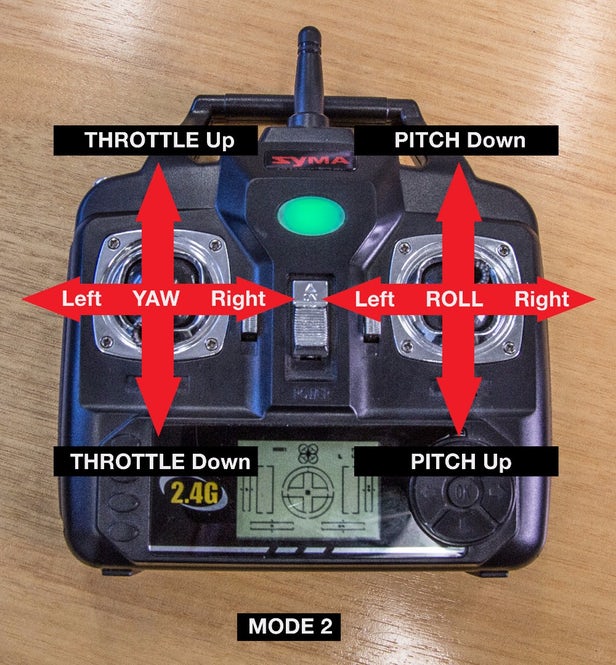 THROTTLE Up
PITCH Down
SYMA
Left YAW Right
Left ROLL Right
THROTTLE Down
PITCH Up
2.4G
MODE 2